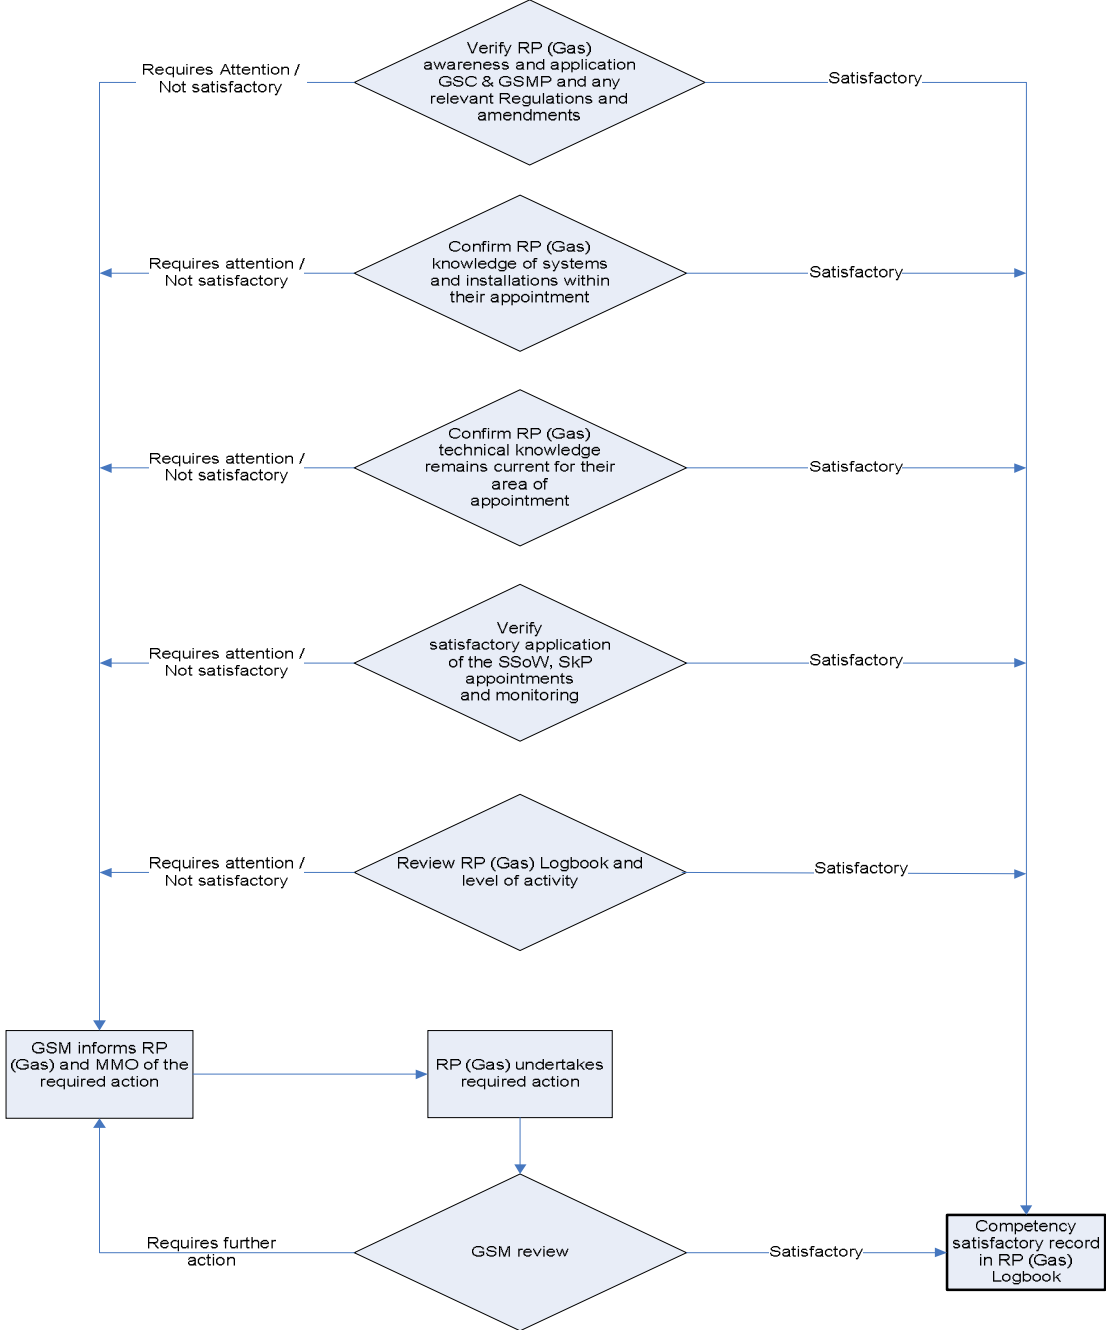 Verify RP (Gas)
awareness and application
GSC & GSMP and any
relevant Regulations and
amendments
Requires Attention /
Not satisfactory
Satisfactory
Confirm RP (Gas)
knowledge of systems
and installations within
their appointment
Requires attention /
Not satisfactory
Satisfactory
Confirm RP (Gas)
technical knowledge
remains current for their
area of
appointment
Requires attention /
Not satisfactory
Satisfactory
Verify
satisfactory application
of the SSoW, SkP
appointments
and monitoring
Requires attention /
Not satisfactory
Satisfactory
Review RP (Gas) Logbook and
level of activity
Requires attention /
Not satisfactory
Satisfactory
GSM informs RP
(Gas) and MMO of the
required action
RP (Gas) undertakes
required action
GSM review
Requires further
action
Satisfactory
Competency
satisfactory record
in RP (Gas)
Logbook